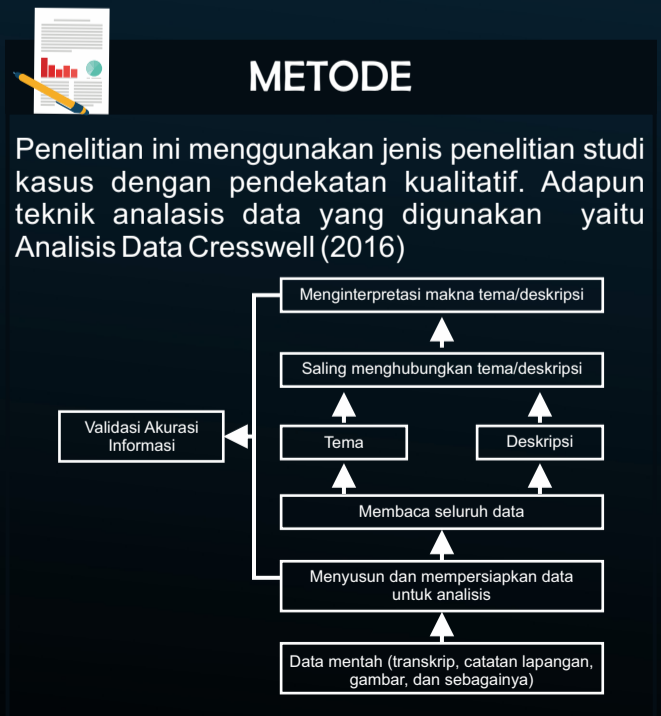 METODE
Penelitian ini menggunakan jenis penelitian studi
kasus dengan pendekatan kualitatif. Adapun
teknik analasis data yang digunakan yaitu
Analisis Data Cresswell (2016)
Menginterpretasi makna tema/deskripsi
Saling menghubungkan tema/deskripsi
Validasi Akurasi
Informasi
Tema
Deskripsi
Membaca seluruh data
Menyusun dan mempersiapkan data
untuk analisis
Data mentah (transkrip, catatan lapangan,
gambar, dan sebagainya)